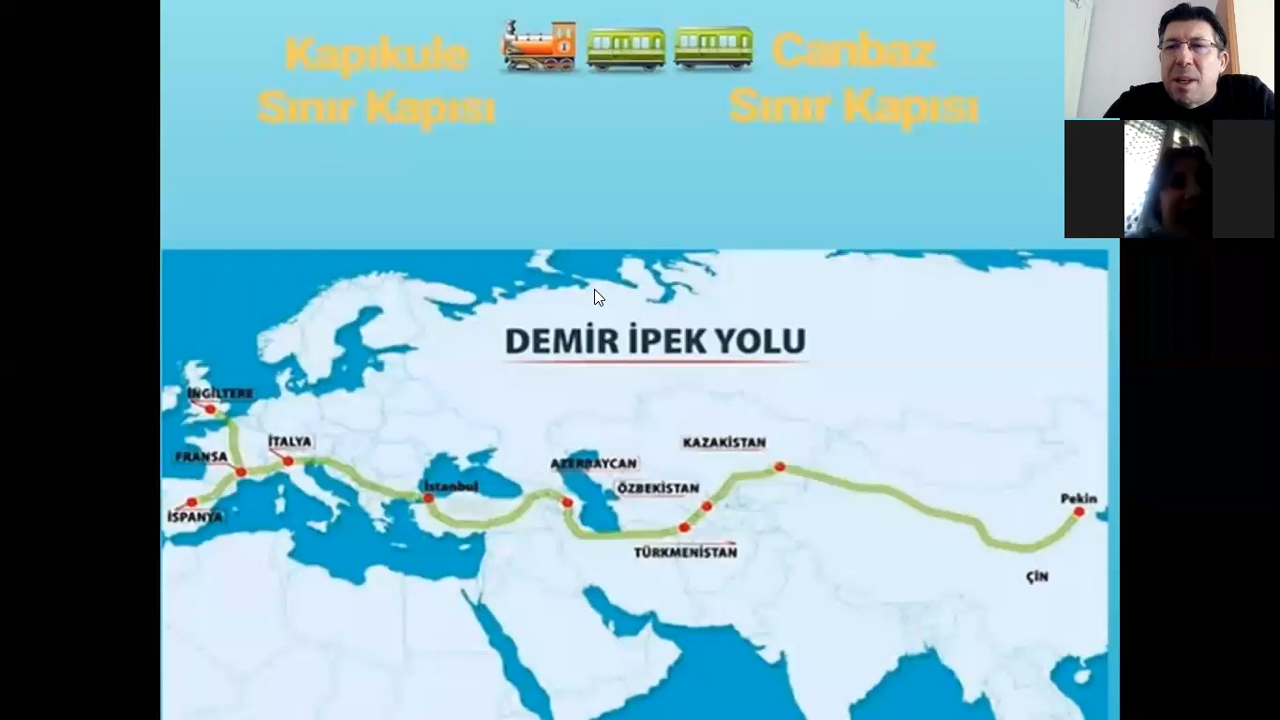 Kapıkule
Sınır Kapısı
Canbaz
Sınır Kapısı
DEMİR İPEK YOLU
İNGİLTERE
FRANSA
İTALYA
İSPANYA
İstanbul
AZERBAYCAN
ÖZBEKİSTAN
KAZAKİSTAN
TÜRKMENİSTAN
Pekin
ÇİN